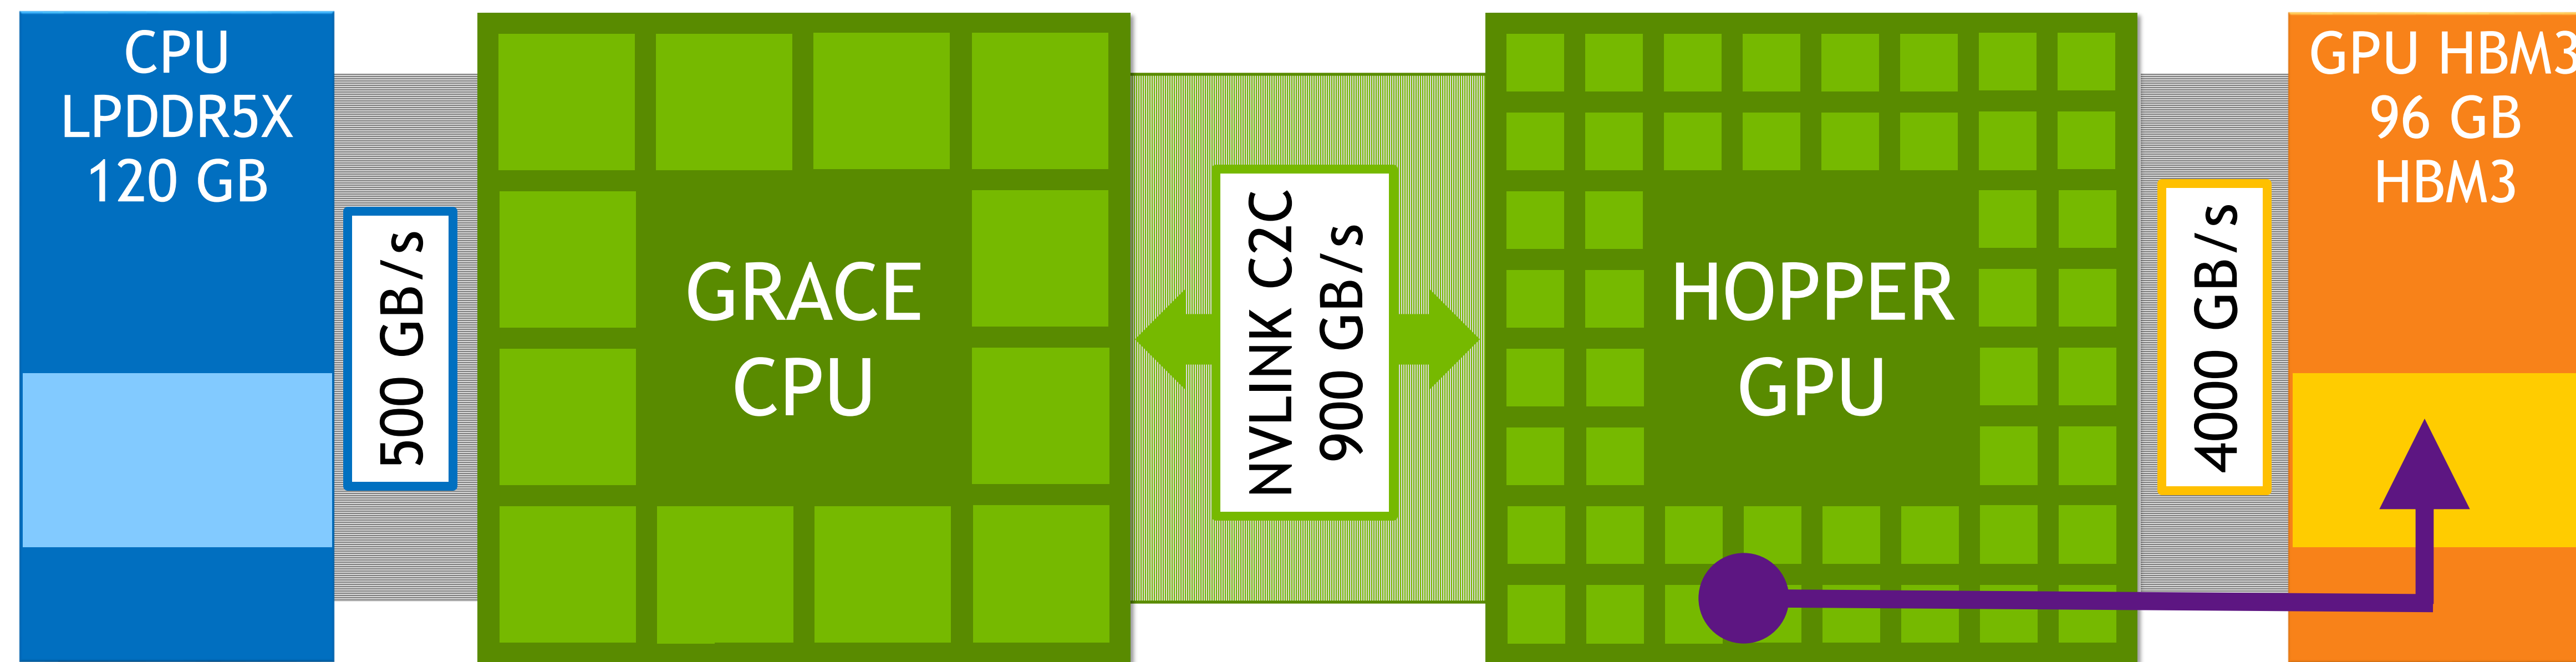 CPU
LPDDR5X
120 GB
500 GB/s
GRACE
CPU
NVLINK C2C
900 GB/s
HOPPER
GPU
4000 GB/s
GPU HBM3
96 GB
HBM3